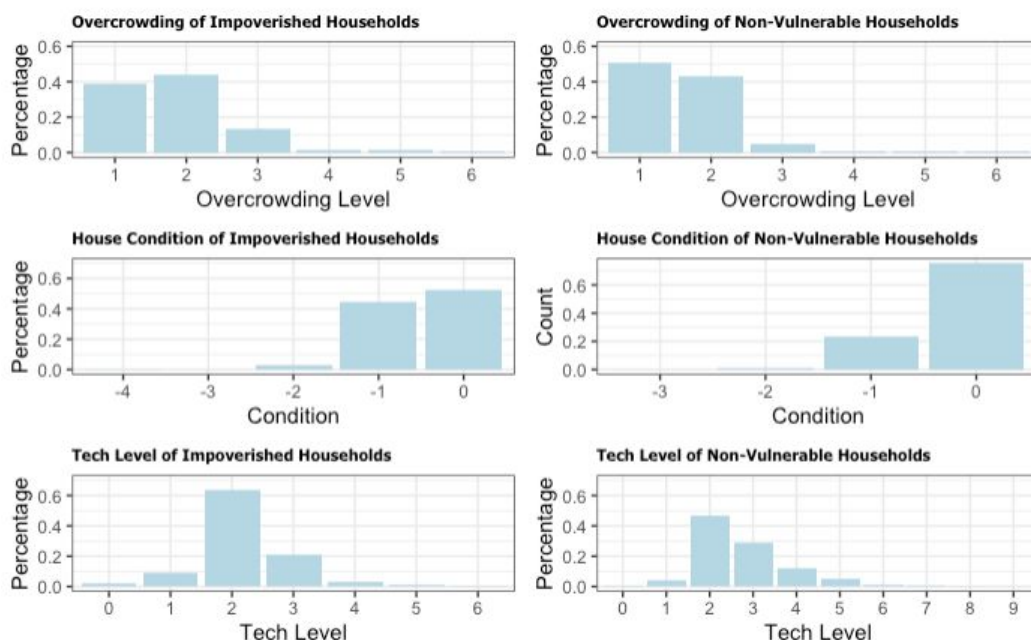 Overcrowding of Impoverished Households
Percentage
0.6
0.4
0.2
0.0
1 2 3 4 5 6
Overcrowding Level
Overcrowding of Non-Vulnerable Households
Percentage
0.6
0.4
0.2
0.0
1 2 3 4 5 6
Overcrowding Level
House Condition of Impoverished Households
Percentage
0.6
0.4
0.2
0.0
-4 -3 -2 -1 0
Condition
House Condition of Non-Vulnerable Households
Count
0.6
0.4
0.2
0.0
-3 -2 -1 0
Condition
Tech Level of Impoverished Households
Percentage
0.6
0.4
0.2
0.0
0 1 2 3 4 5 6
Tech Level
Tech Level of Non-Vulnerable Households
Percentage
0.6
0.4
0.2
0.0
0 1 2 3 4 5 6 7 8 9
Tech Level